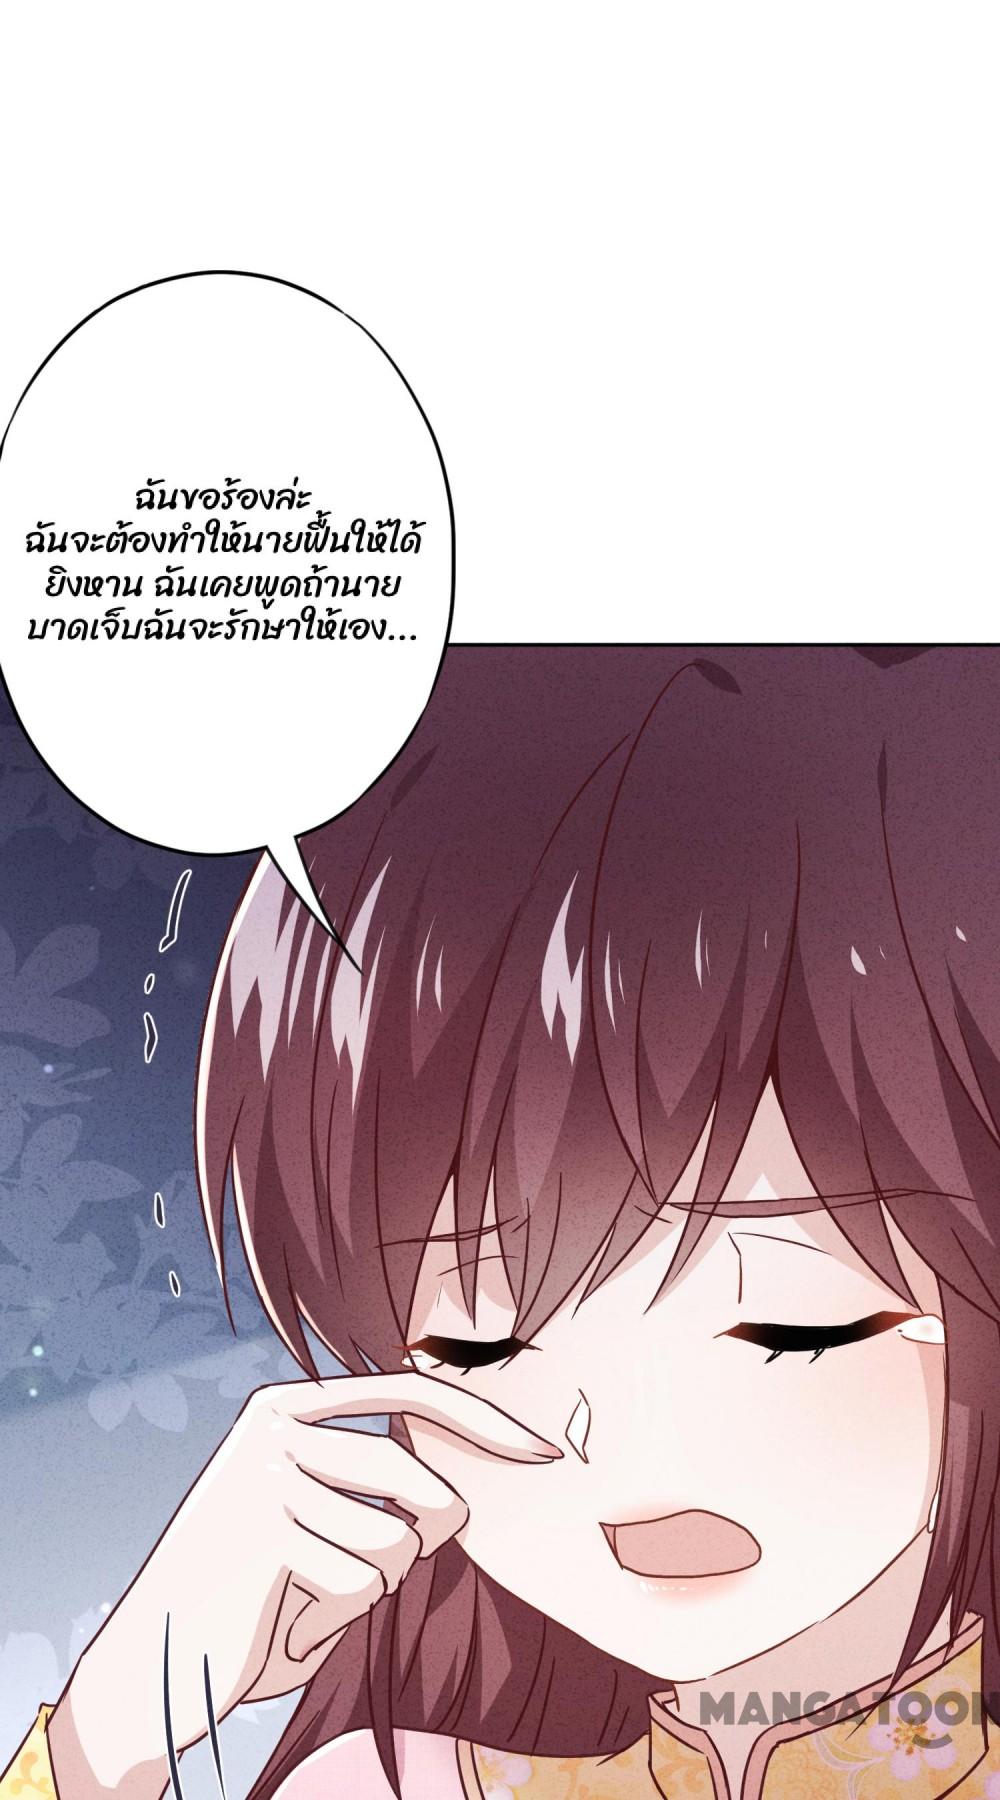 ฉันขอร้องล่ะ
ฉันจะต้องทำให้นายฟื้นให้ได้
ยิงหาน ฉันเคยพูดถ้านาย
บาดเจ็บฉันจะรักษาให้เอง...
MANGATOON